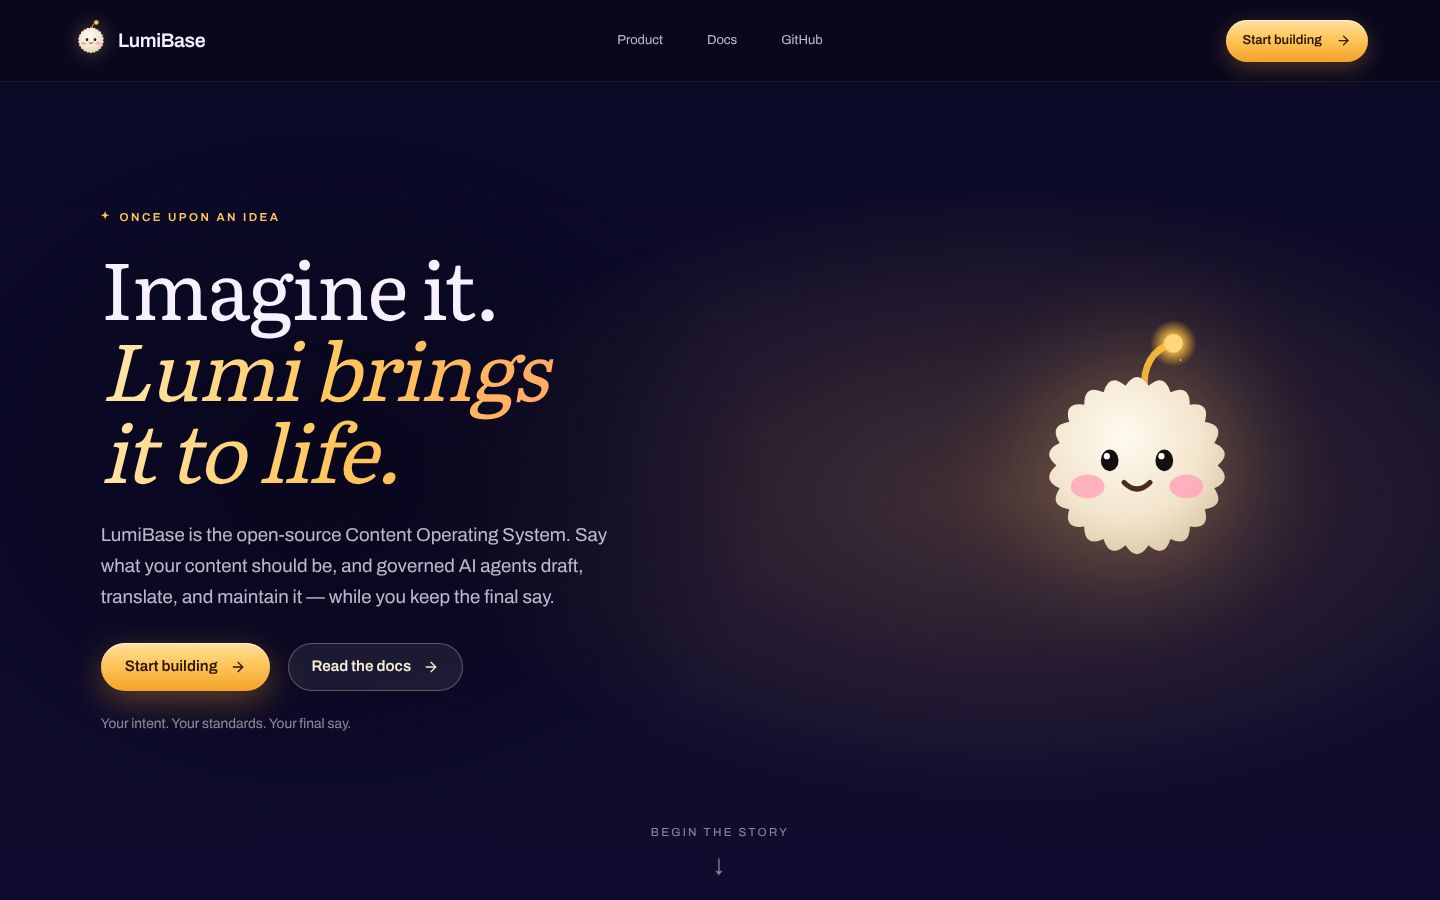 LumiBase
Product
Docs
GitHub
Start building →
✦ ONCE UPON AN IDEA
Imagine it.
Lumi brings
it to life.
LumiBase is the open-source Content Operating System. Say
what your content should be, and governed AI agents draft,
translate, and maintain it — while you keep the final say.
Start building →
Read the docs →
Your intent. Your standards. Your final say.
BEGIN THE STORY
↓